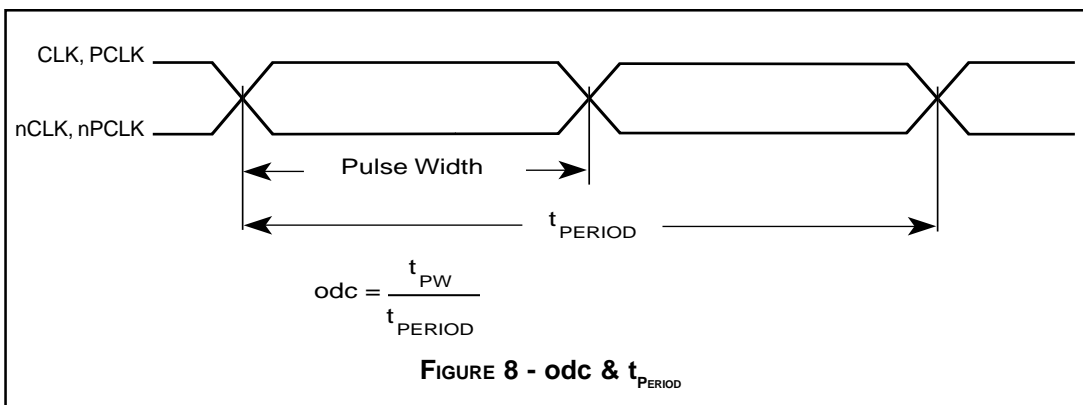 CLK, PCLK
nCLK, nPCLK
Pulse Width
tPERIOD
odc = tPW
tPERIOD
FIGURE 8 - odc & tPERIOD